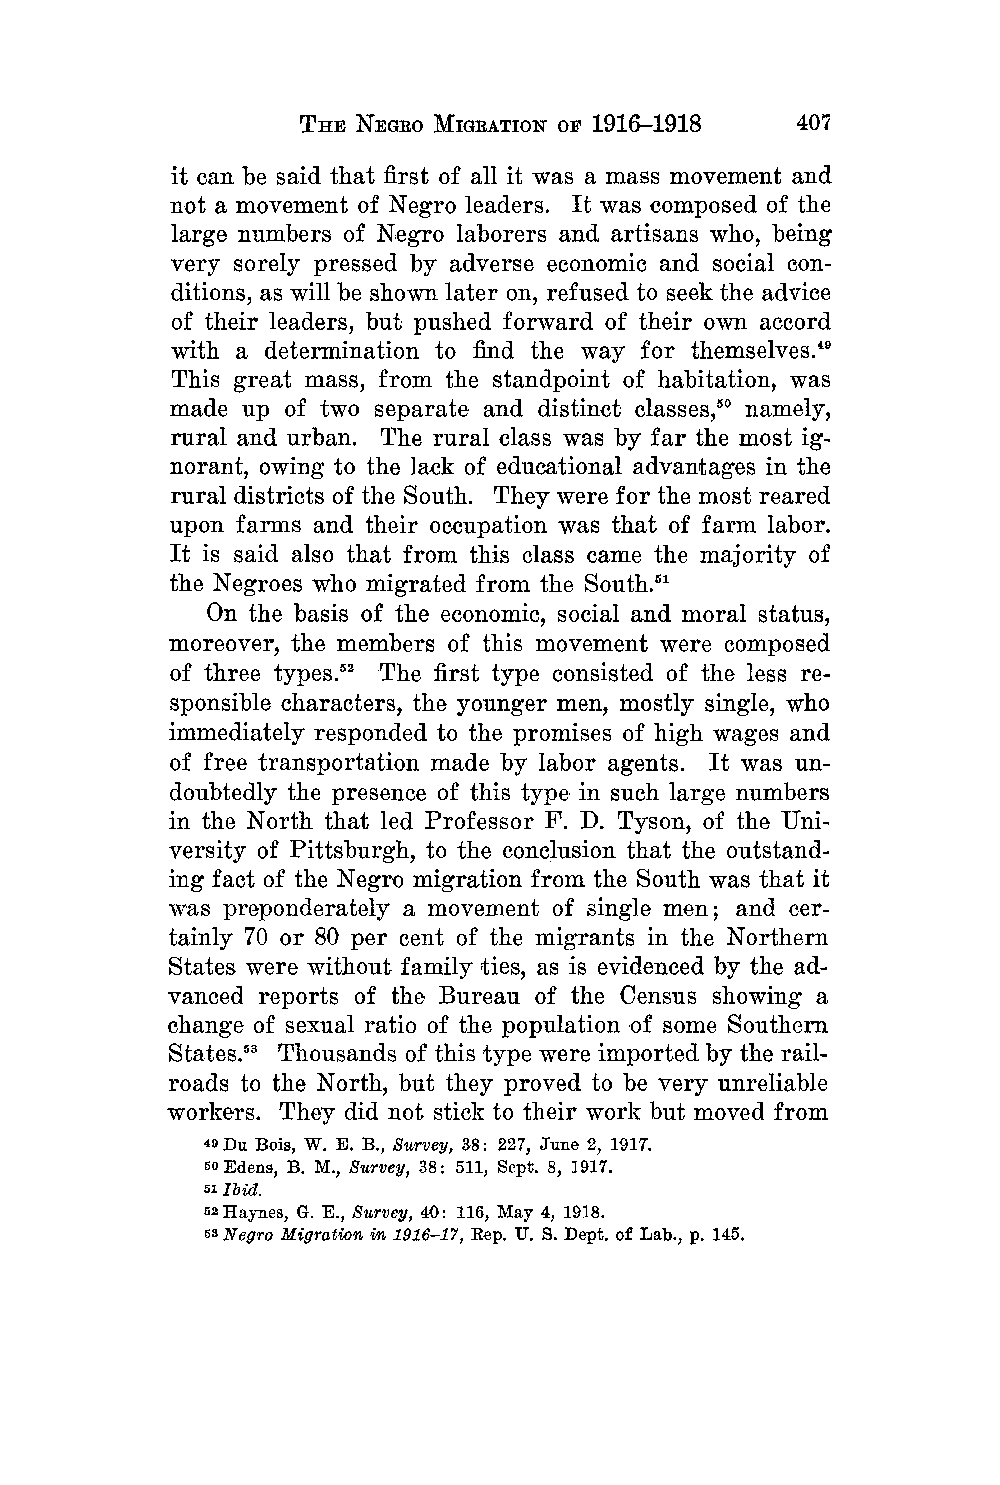 THE NEGRO MIGRATION OF 1916–1918 407
it can be said that first of all it was a mass movement and
not a movement of Negro leaders. It was composed of the
large numbers of Negro laborers and artisans who, being
very sorely pressed by adverse economic and social con-
ditions, as will be shown later on, refused to seek the advice
of their leaders, but pushed forward of their own accord
with a determination to find the way for themselves.⁴⁹
This great mass, from the standpoint of habitation, was
made up of two separate and distinct classes,⁵⁰ namely,
rural and urban. The rural class was by far the most ig-
norant, owing to the lack of educational advantages in the
rural districts of the South. They were for the most reared
upon farms and their occupation was that of farm labor.
It is said also that from this class came the majority of
the Negroes who migrated from the South.⁵¹
On the basis of the economic, social and moral status,
moreover, the members of this movement were composed
of three types.⁵² The first type consisted of the less re-
sponsible characters, the younger men, mostly single, who
immediately responded to the promises of high wages and
of free transportation made by labor agents. It was un-
doubtedly the presence of this type in such large numbers
in the North that led Professor F. D. Tyson, of the Uni-
versity of Pittsburgh, to the conclusion that the outstand-
ing fact of the Negro migration from the South was that it
was preponderately a movement of single men; and cer-
tainly 70 or 80 per cent of the migrants in the Northern
States were without family ties, as is evidenced by the ad-
vanced reports of the Bureau of the Census showing a
change of sexual ratio of the population of some Southern
States.⁵³ Thousands of this type were imported by the rail-
roads to the North, but they proved to be very unreliable
workers. They did not stick to their work but moved from
⁴⁹ Du Bois, W. E. B., Survey, 38: 227, June 2, 1917.
⁵⁰ Edens, B. M., Survey, 38: 511, Sept. 8, 1917.
⁵¹ Ibid.
⁵² Haynes, G. E., Survey, 40: 116, May 4, 1918.
⁵³ Negro Migration in 1916–17, Rep. U. S. Dept. of Lab., p. 145.